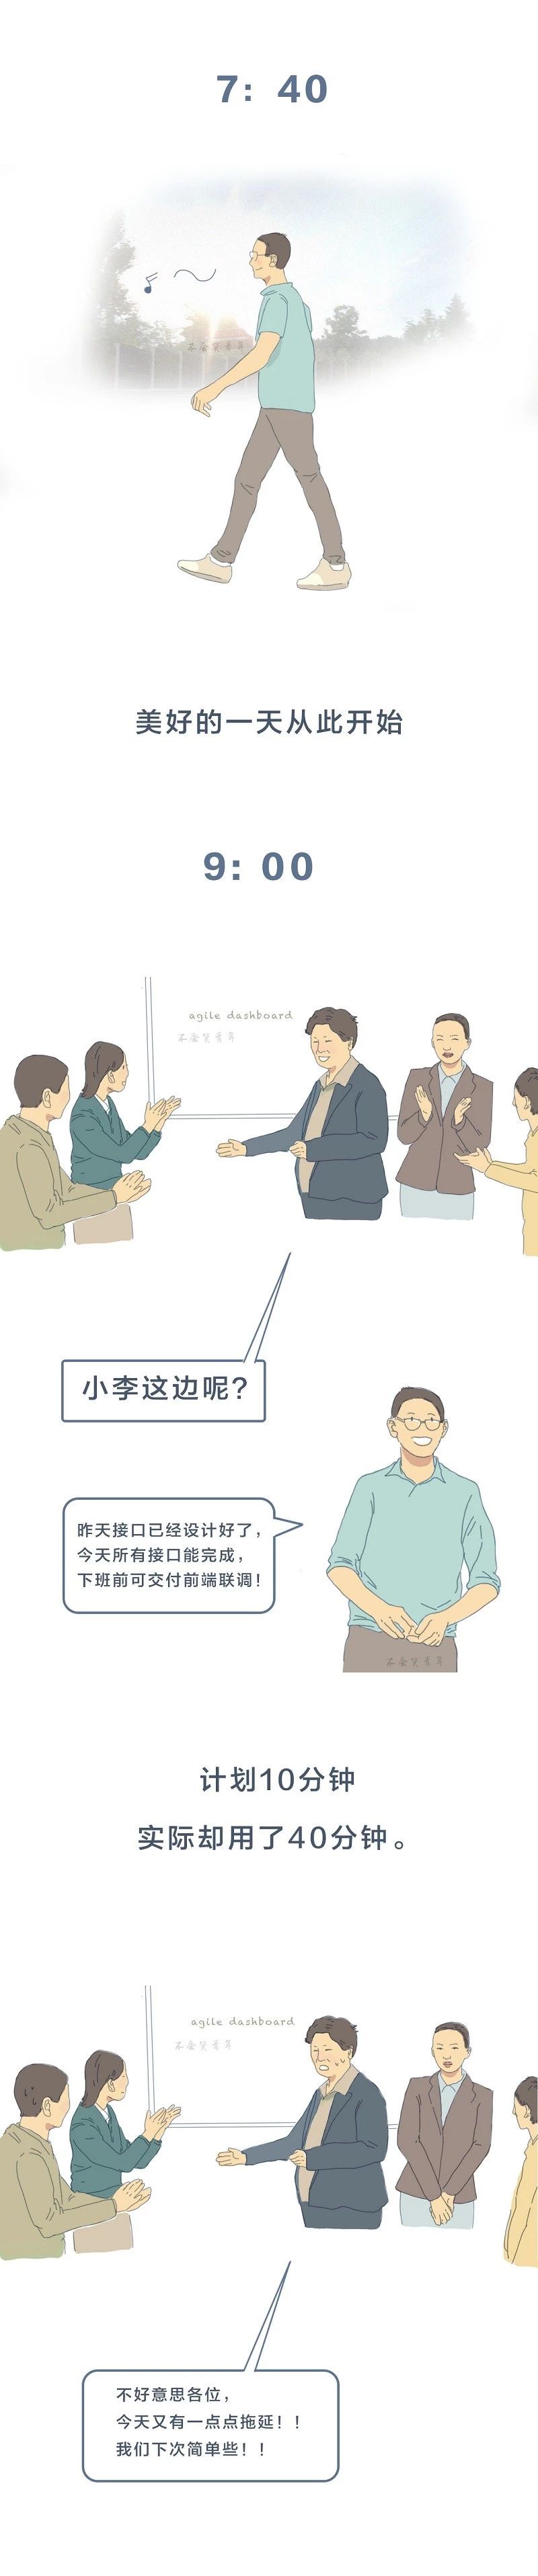 7: 40
不会笑青年
美好的一天从此开始
9: 00
agile dashboard
不会笑青年
小李这边呢?
昨天接口已经设计好了，
今天所有接口能完成，
下班前可交付前端联调!
不会笑青年
计划10分钟
实际却用了40分钟。
agile dashboard
不会笑青年
不好意思各位，
今天又有一点点拖延！！
我们下次简单些！！